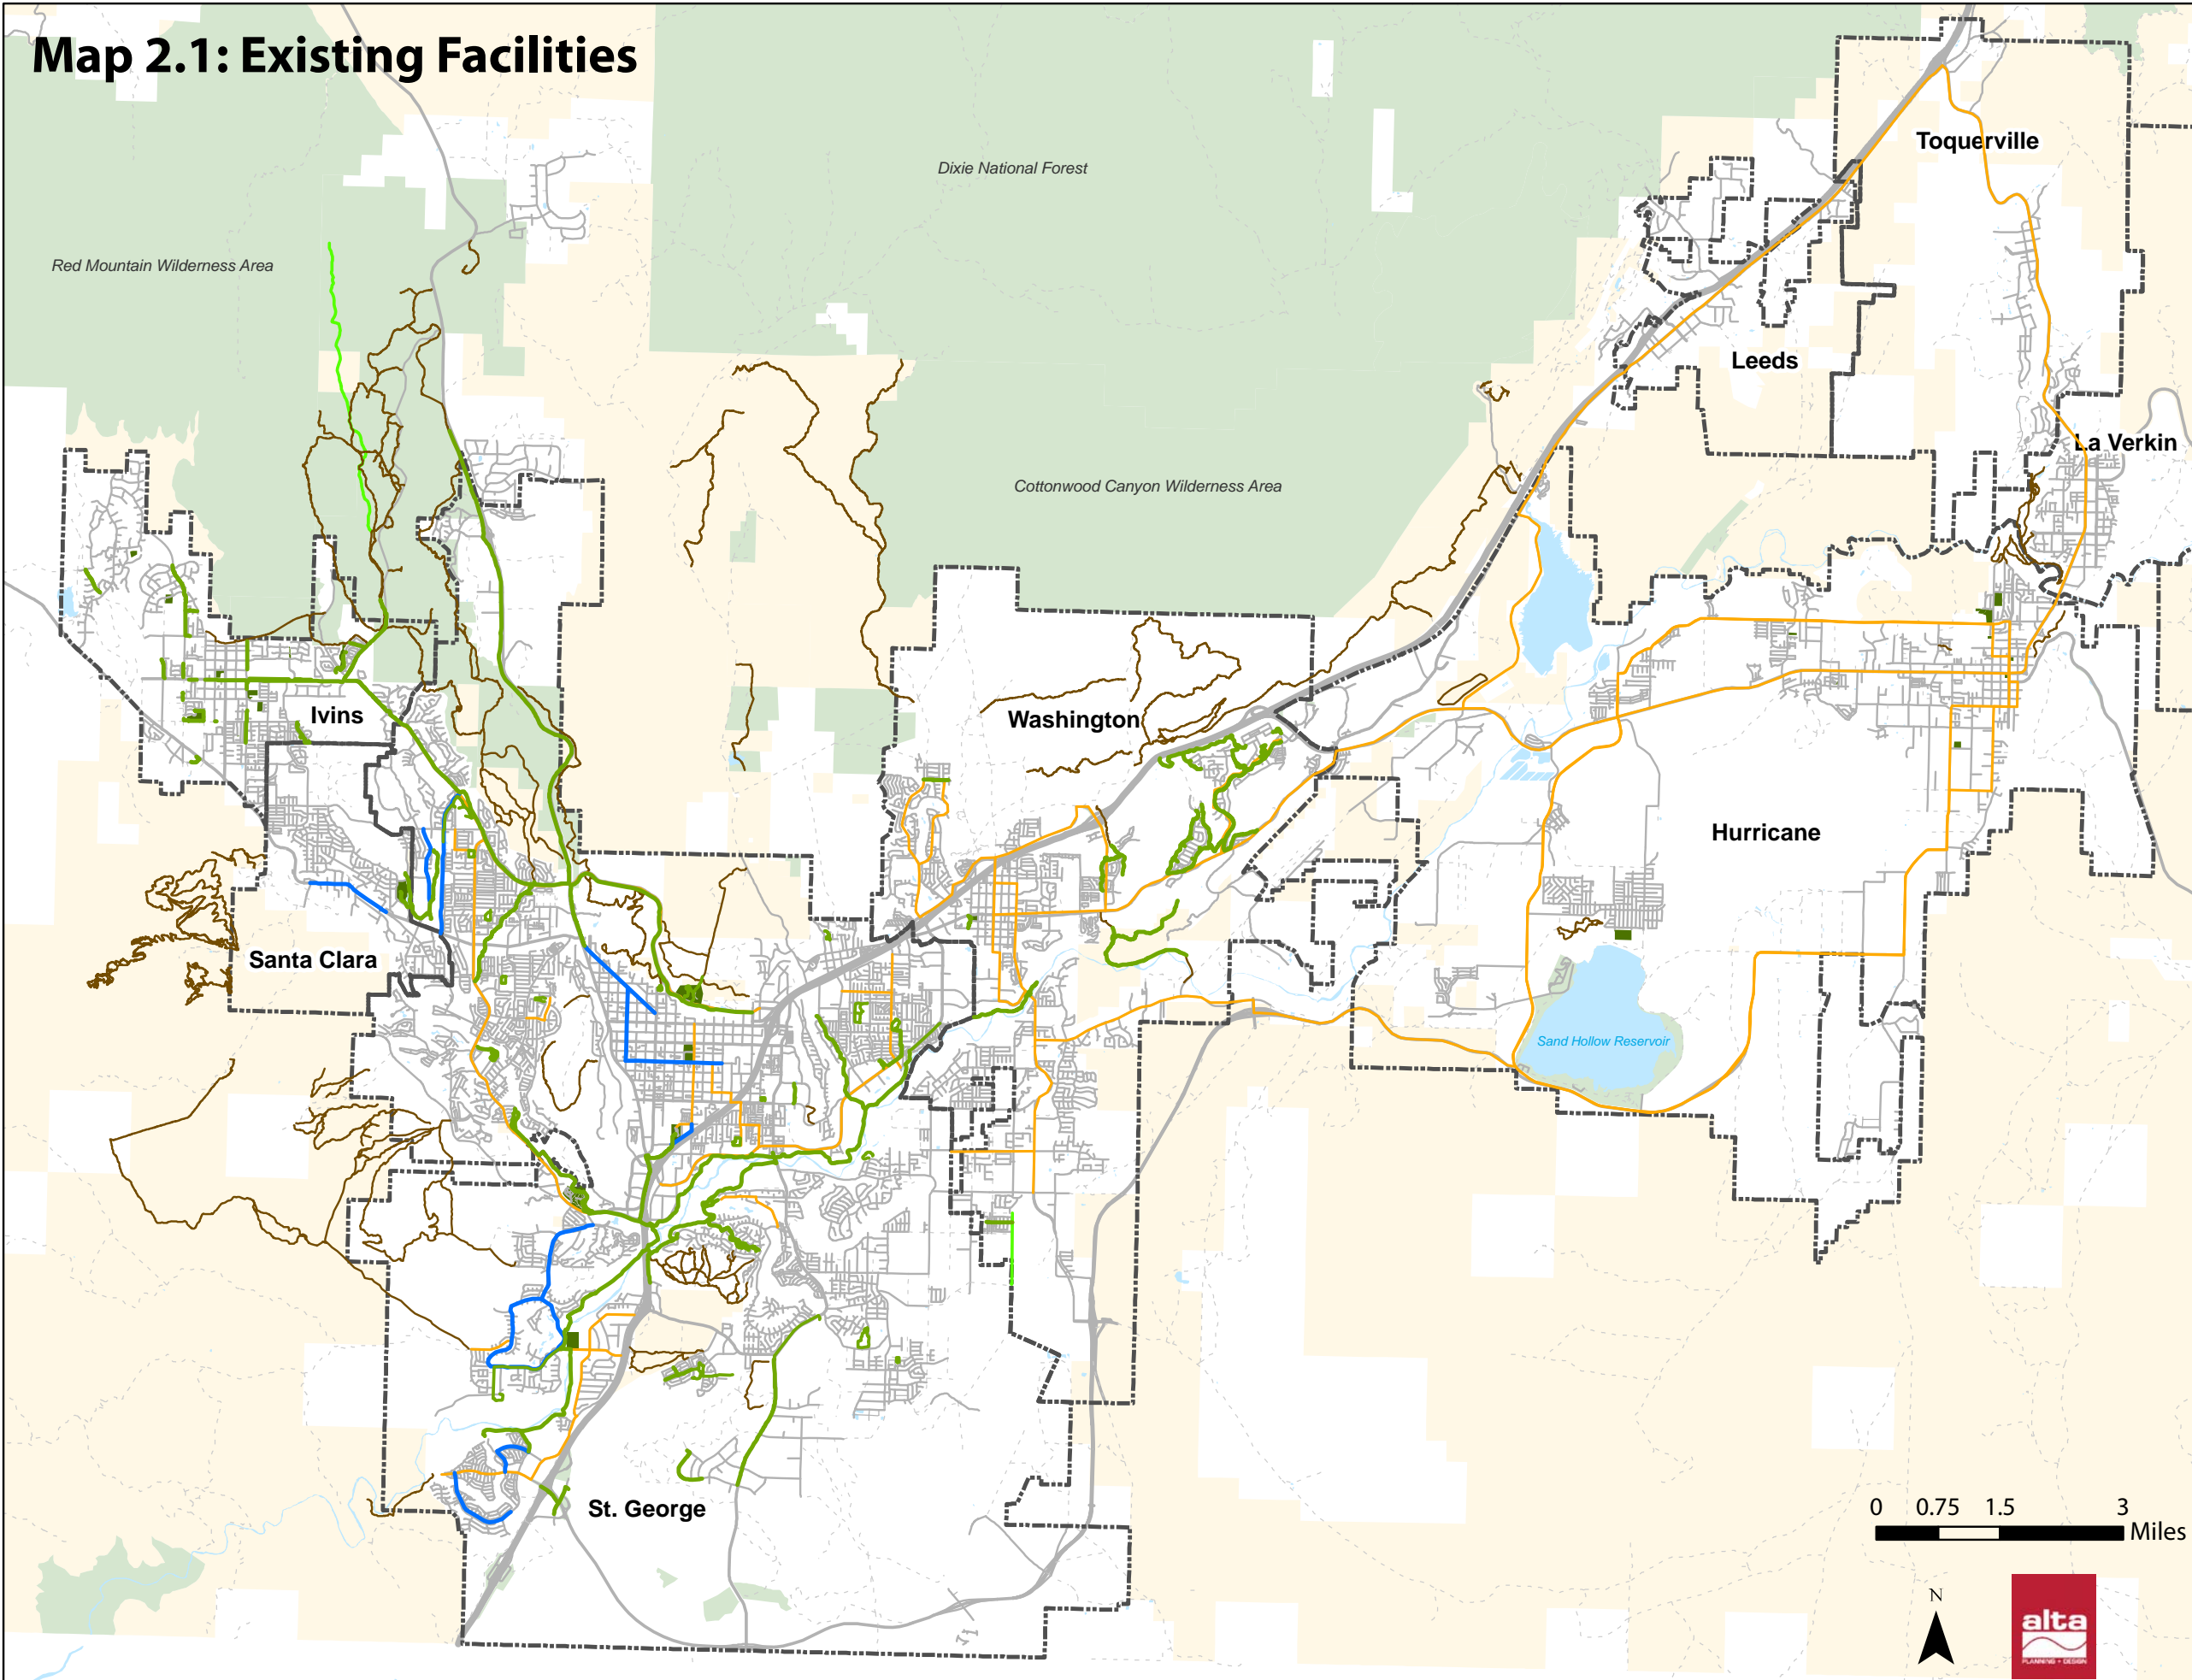 Map 2.1: Existing Facilities
Toquerville
Dixie National Forest
Red Mountain Wilderness Area
Leeds
La Verkin
Cottonwood Canyon Wilderness Area
Ivins
Washington
Hurricane
Santa Clara
Sand Hollow Reservoir
St. George
0 0.75 1.5 3
Miles
N
alta
PLANNING + DESIGN